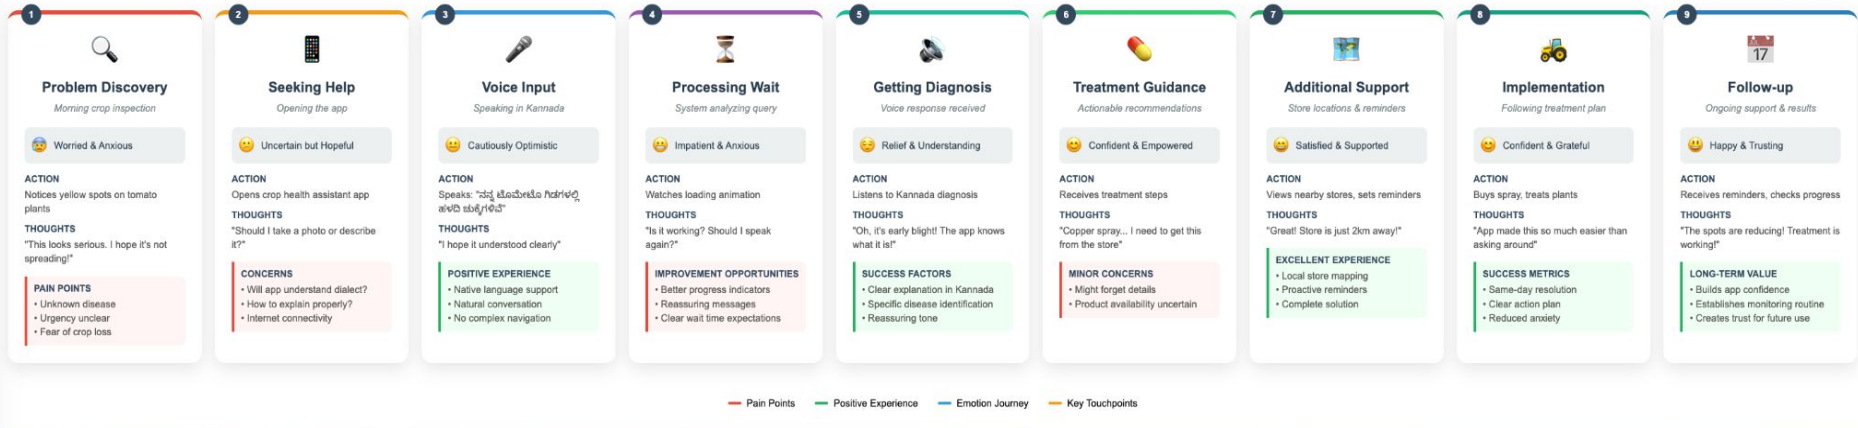 1
Problem Discovery
Morning crop inspection
Worried & Anxious
ACTION
Notices yellow spots on tomato
plants
THOUGHTS
"This looks serious. I hope it's not
spreading!"
PAIN POINTS
• Unknown disease
• Urgency unclear
• Fear of crop loss
2
Seeking Help
Opening the app
Uncertain but Hopeful
ACTION
Opens crop health assistant app
THOUGHTS
"Should I take a photo or describe
it?"
CONCERNS
• Will app understand dialect?
• How to explain properly?
• Internet connectivity
3
Voice Input
Speaking in Kannada
Cautiously Optimistic
ACTION
Speaks: "ನನ್ನ ಟೊಮೇಟೊ ಗಿಡಗಳಲ್ಲಿ
ಹಳದಿ ಚುಕ್ಕೆಗಳಿವೆ"
THOUGHTS
"I hope it understood clearly"
POSITIVE EXPERIENCE
• Native language support
• Natural conversation
• No complex navigation
4
Processing Wait
System analyzing query
Impatient & Anxious
ACTION
Watches loading animation
THOUGHTS
"Is it working? Should I speak
again?"
IMPROVEMENT OPPORTUNITIES
• Better progress indicators
• Reassuring messages
• Clear wait time expectations
5
Getting Diagnosis
Voice response received
Relief & Understanding
ACTION
Listens to Kannada diagnosis
THOUGHTS
"Oh, it's early blight! The app knows
what it is!"
SUCCESS FACTORS
• Clear explanation in Kannada
• Specific disease identification
• Reassuring tone
6
Treatment Guidance
Actionable recommendations
Confident & Empowered
ACTION
Receives treatment steps
THOUGHTS
"Copper spray... I need to get this
from the store"
MINOR CONCERNS
• Might forget details
• Product availability uncertain
7
Additional Support
Store locations & reminders
Satisfied & Supported
ACTION
Views nearby stores, sets reminders
THOUGHTS
"Great! Store is just 2km away!"
EXCELLENT EXPERIENCE
• Local store mapping
• Proactive reminders
• Complete solution
8
Implementation
Following treatment plan
Confident & Grateful
ACTION
Buys spray, treats plants
THOUGHTS
"App made this so much easier than
asking around"
SUCCESS METRICS
• Same-day resolution
• Clear action plan
• Reduced anxiety
9
17
Follow-up
Ongoing support & results
Happy & Trusting
ACTION
Receives reminders, checks progress
THOUGHTS
"The spots are reducing! Treatment is
working!"
LONG-TERM VALUE
• Builds app confidence
• Establishes monitoring routine
• Creates trust for future use
Pain Points
Positive Experience
Emotion Journey
Key Touchpoints